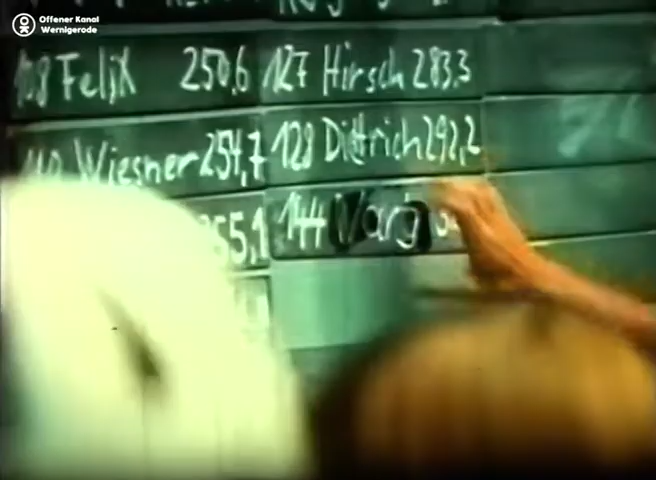 Offener Kanal
Wernigerode
108 Felix 250,6
127 Hirsch 283,3
Wiesner 254,7
128 Dittrich 292,2
255,1
144